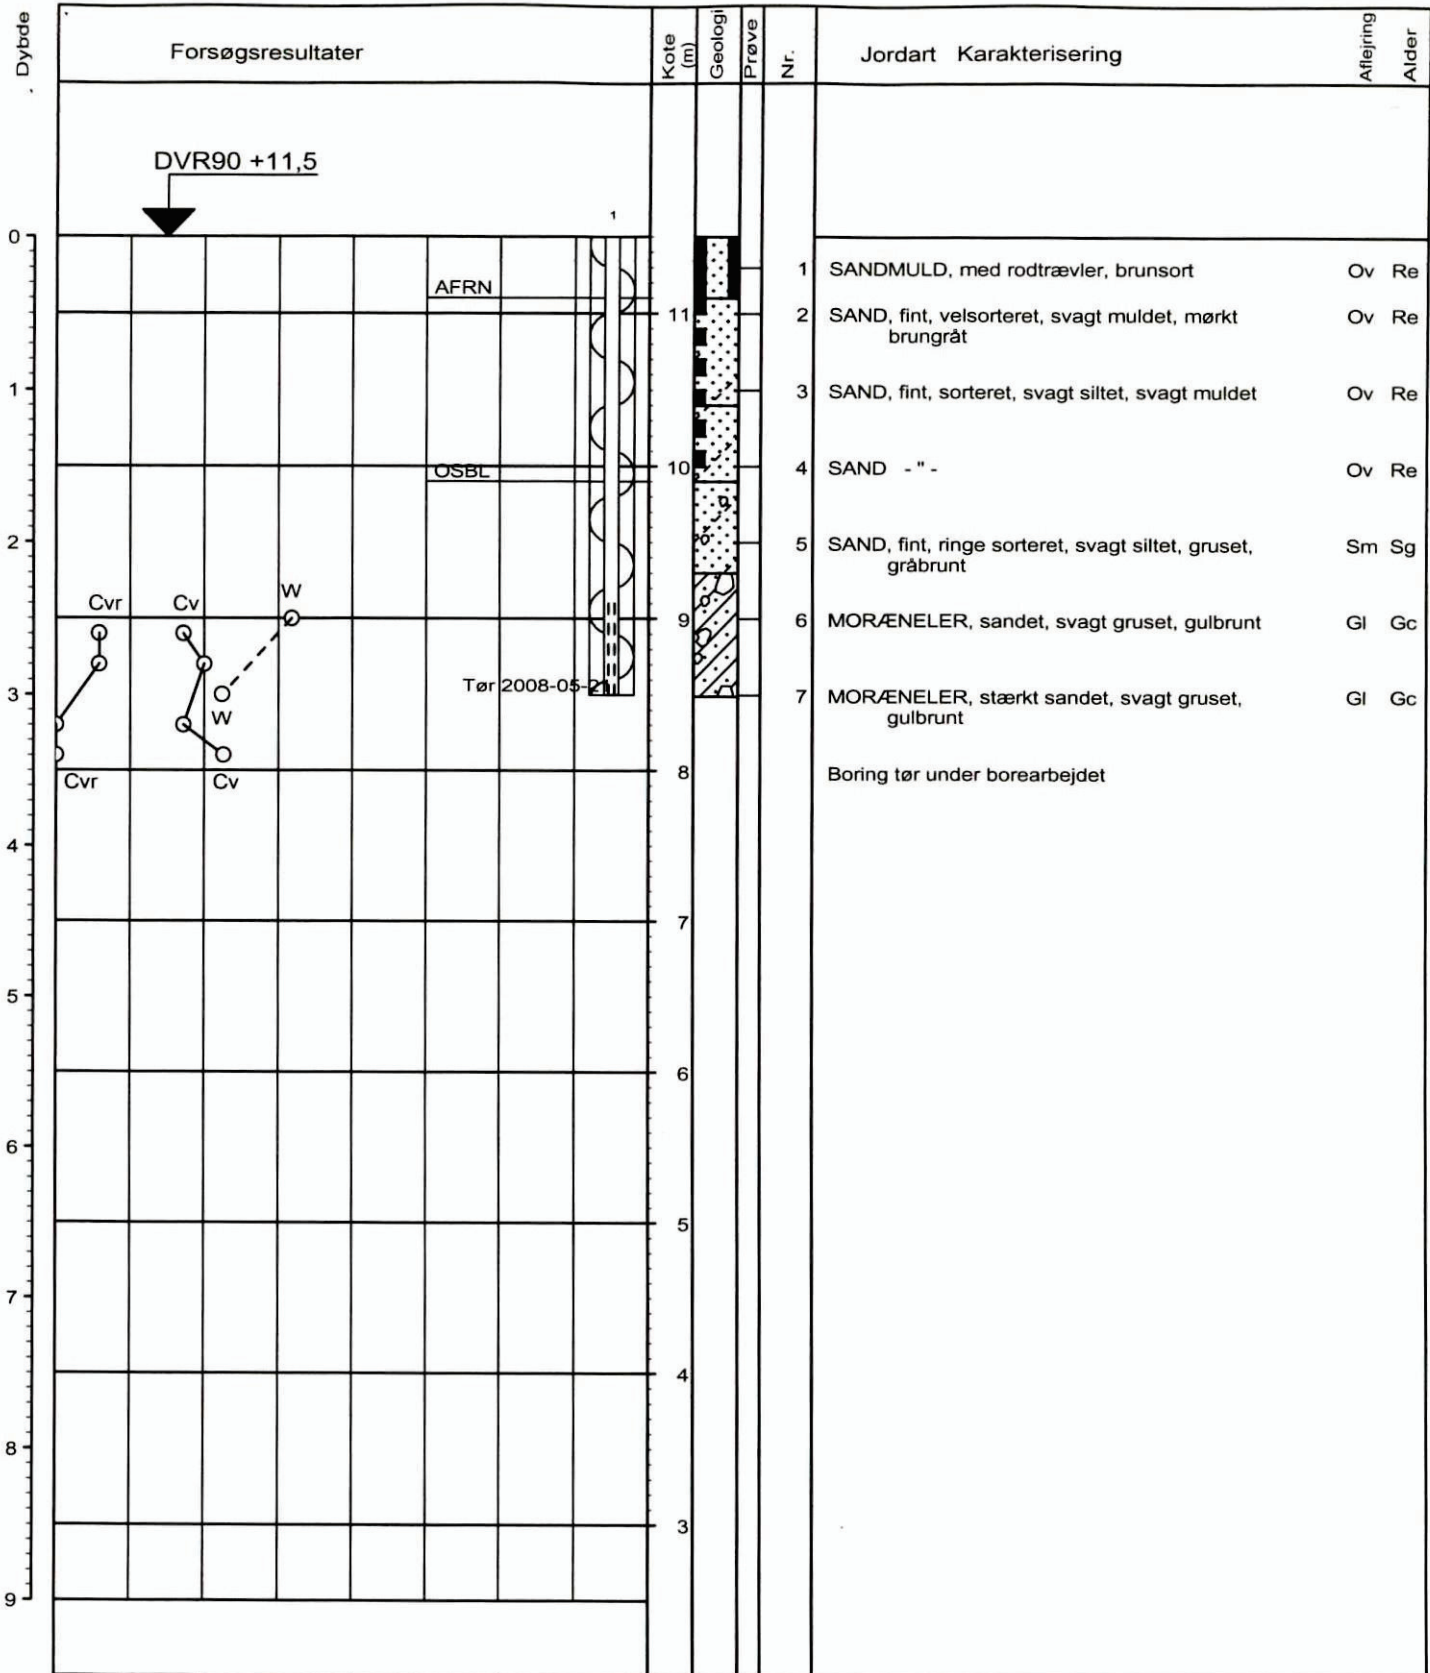 Dybde
Forsøgsresultater
Kote (m)
Geologi
Prøve
Nr.
Jordart Karakterisering
Aflejring
Alder
DVR90 +11,5
1
0
1 SANDMULD, med rodtrævler, brunsort Ov Re
AFRN
11
2 SAND, fint, velsorteret, svagt muldet, mørkt Ov Re
brungråt
1
3 SAND, fint, sorteret, svagt siltet, svagt muldet Ov Re
OSBL
10
4 SAND - " - Ov Re
2
5 SAND, fint, ringe sorteret, svagt siltet, gruset, Sm Sg
gråbrunt
Cvr Cv W
9
6 MORÆNELER, sandet, svagt gruset, gulbrunt Gl Gc
3
Tør 2008-05-21
7 MORÆNELER, stærkt sandet, svagt gruset, Gl Gc
gulbrunt
W
Cvr Cv
8
Boring tør under borearbejdet
4
7
5
6
6
5
7
4
8
3
9